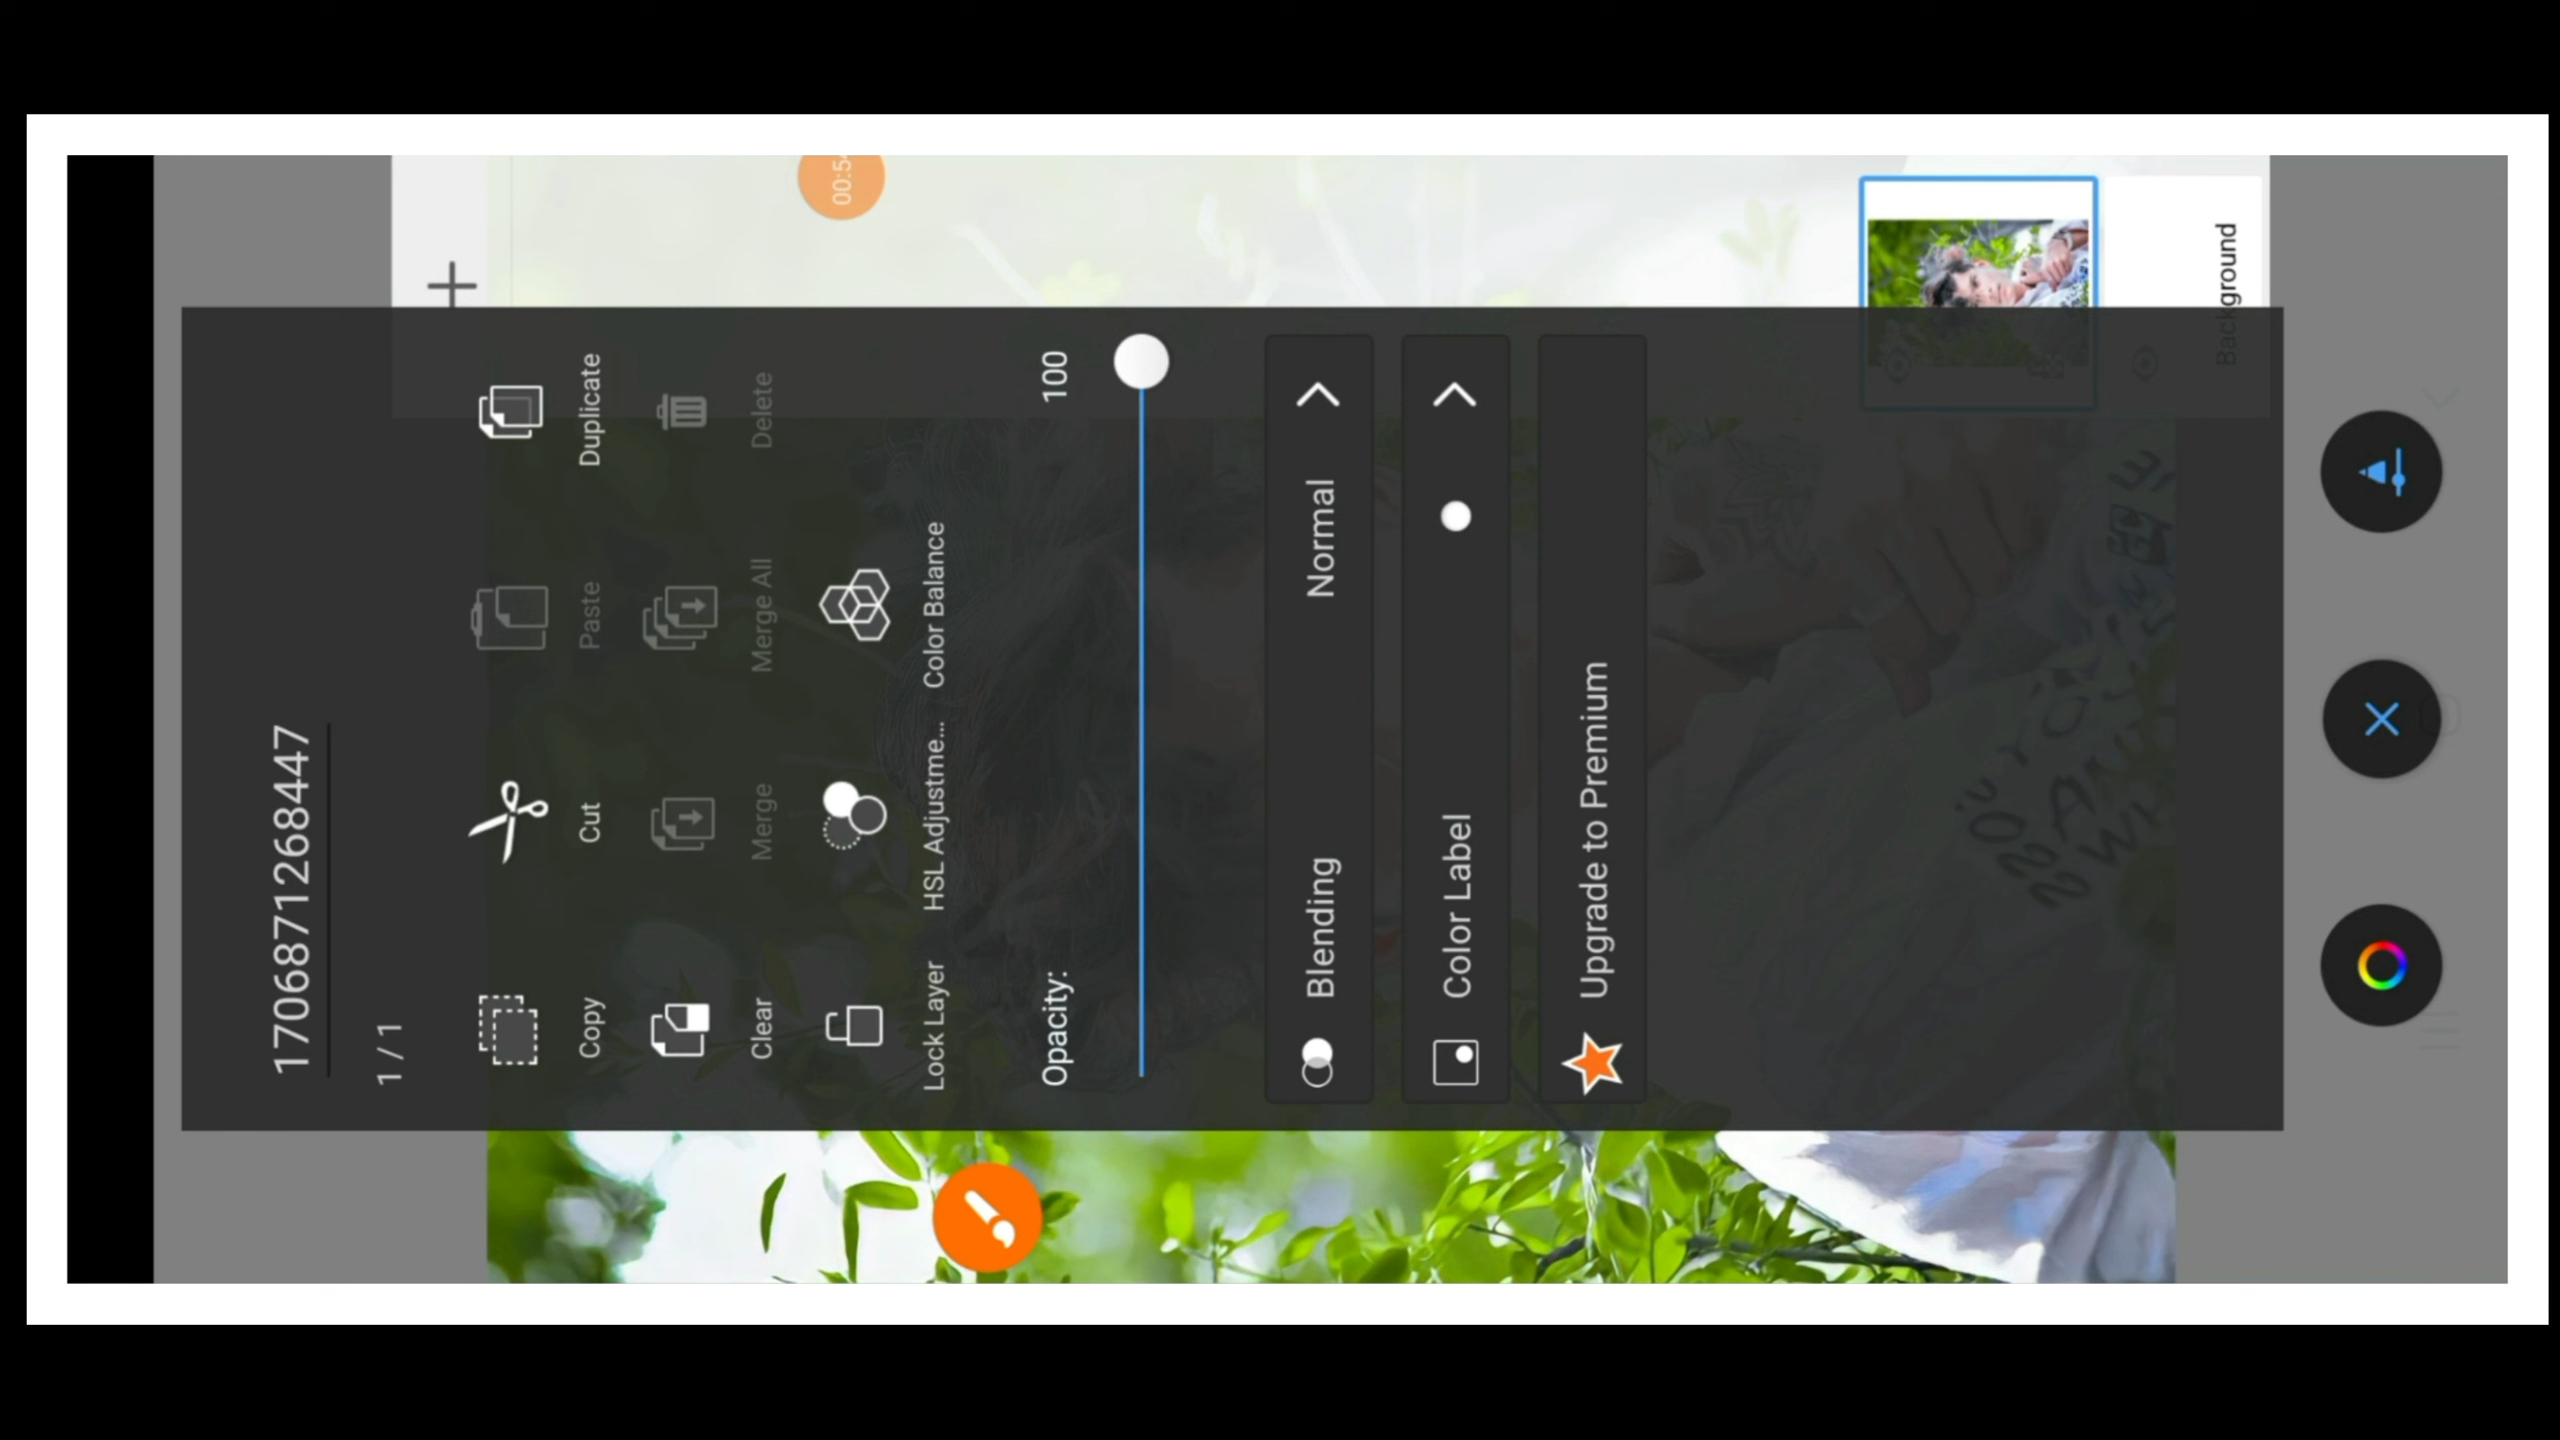 1706871268447
1 / 1
Copy
Cut
Paste
Duplicate
Clear
Merge
Merge All
Delete
Lock Layer
HSL Adjustme...
Color Balance
Opacity:
100
Blending
Normal
Color Label
Upgrade to Premium
Background